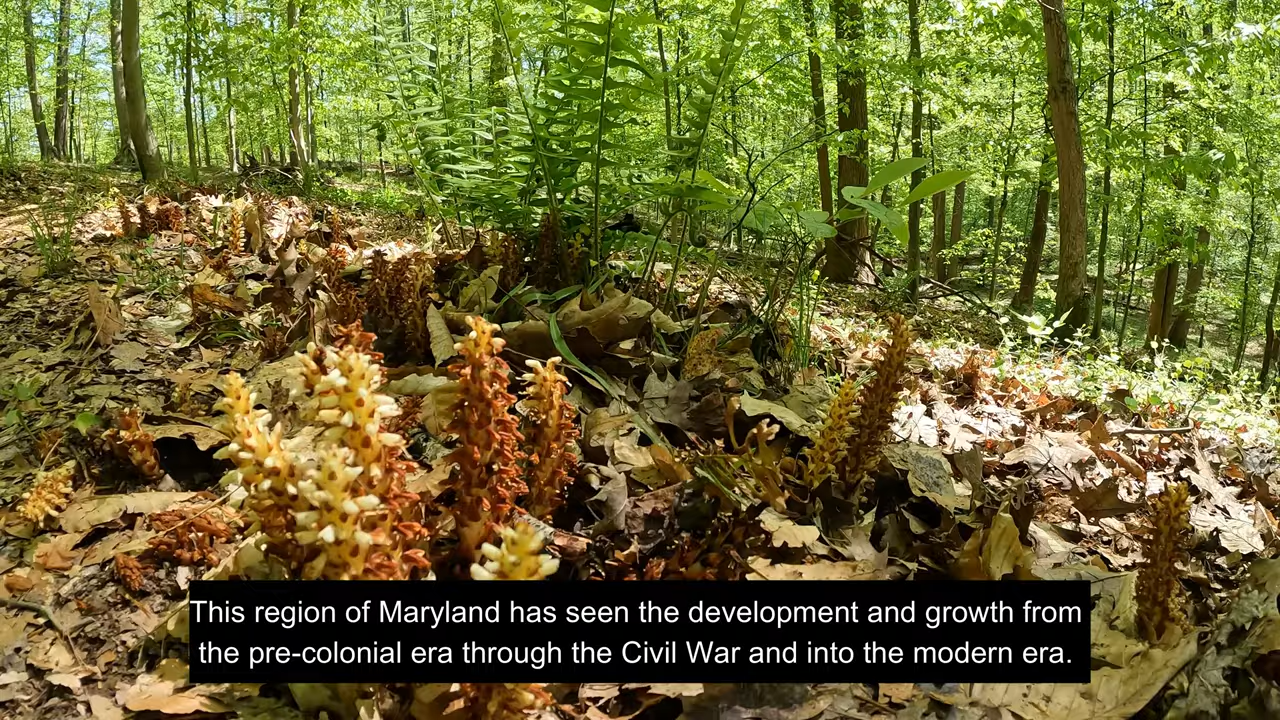 This region of Maryland has seen the development and growth from
the pre-colonial era through the Civil War and into the modern era.